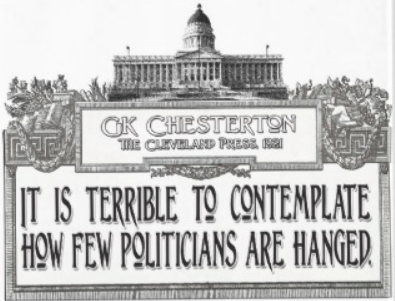 GK CHESTERTON
THE CLEVELAND PRESS, 1921
IT IS TERRIBLE TO CONTEMPLATE
HOW FEW POLITICIANS ARE HANGED.